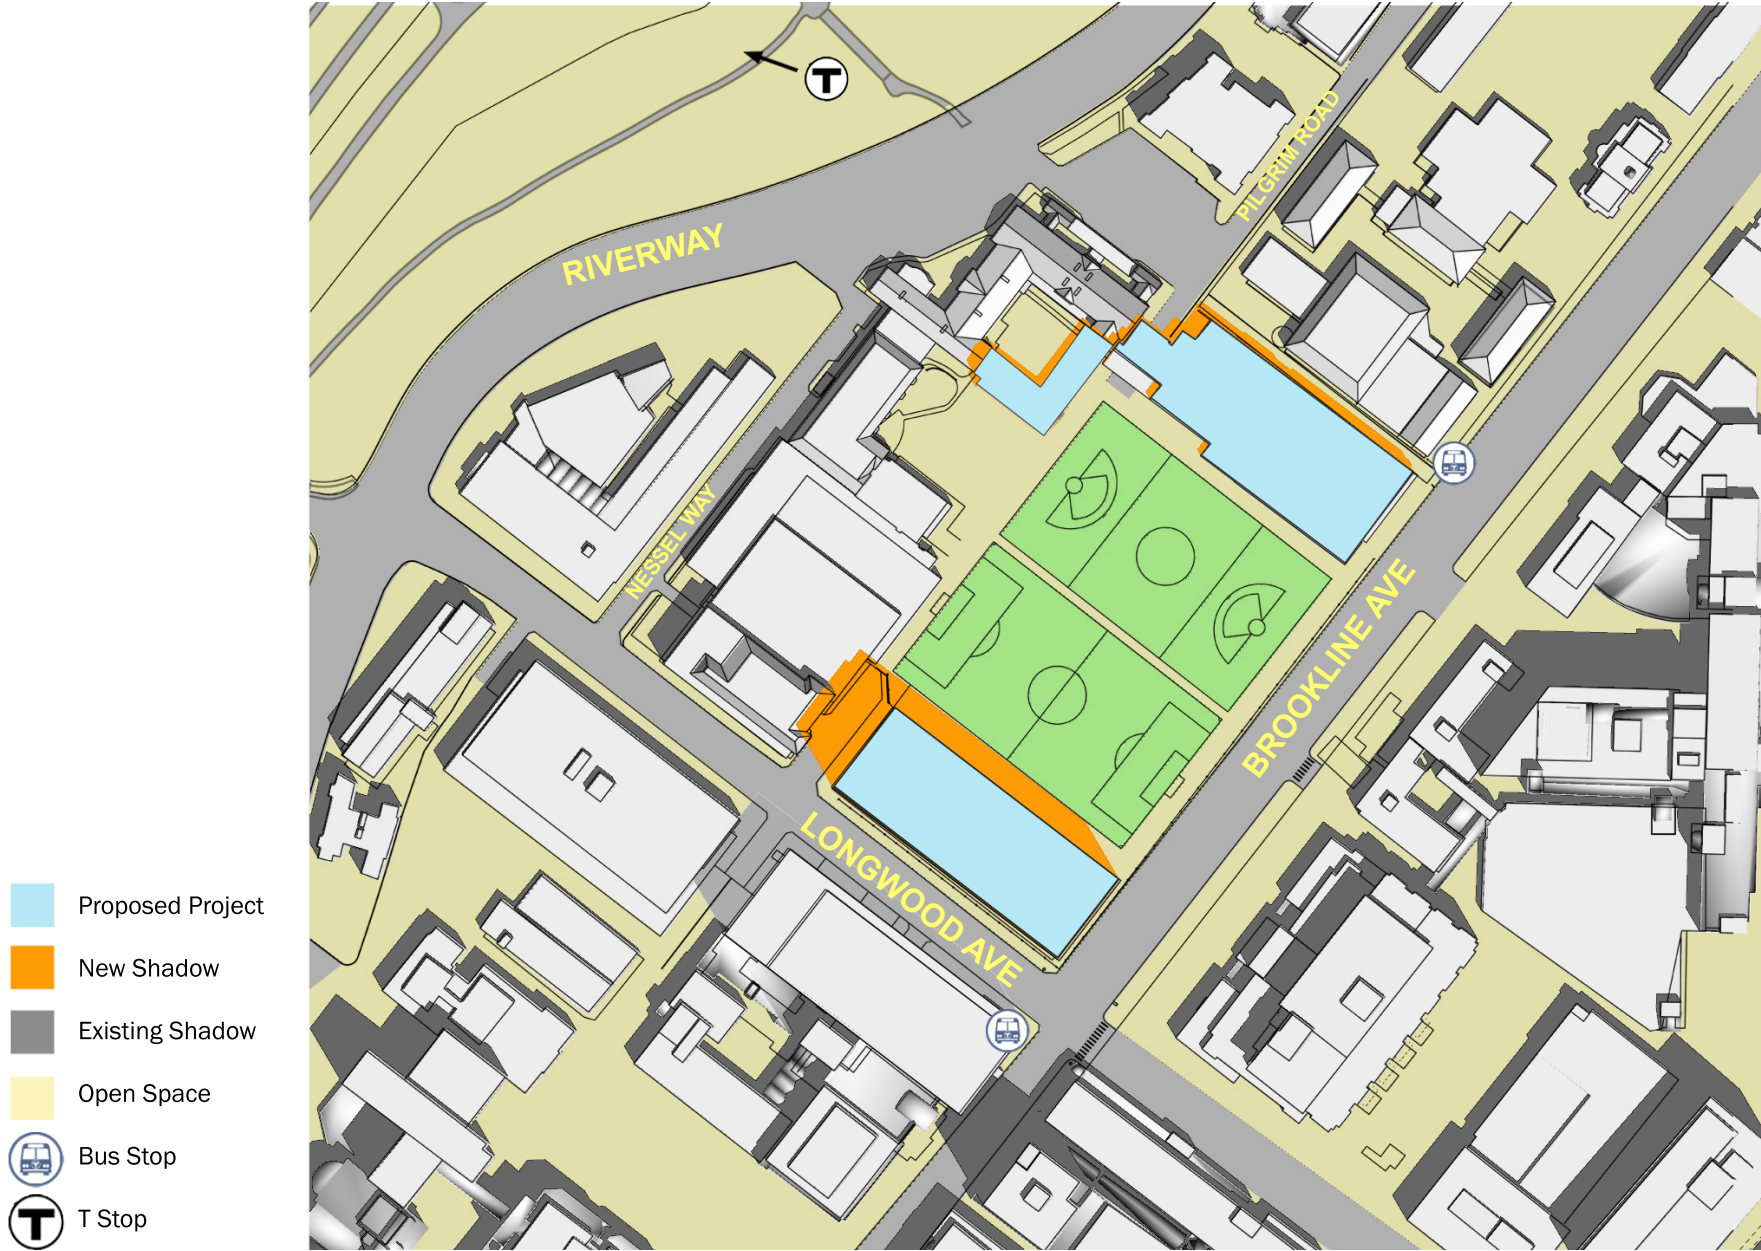 T
PILGRIM ROAD
RIVERWAY
NESSEL WAY
BROOKLINE AVE
LONGWOOD AVE
Proposed Project
New Shadow
Existing Shadow
Open Space
Bus Stop
T T Stop